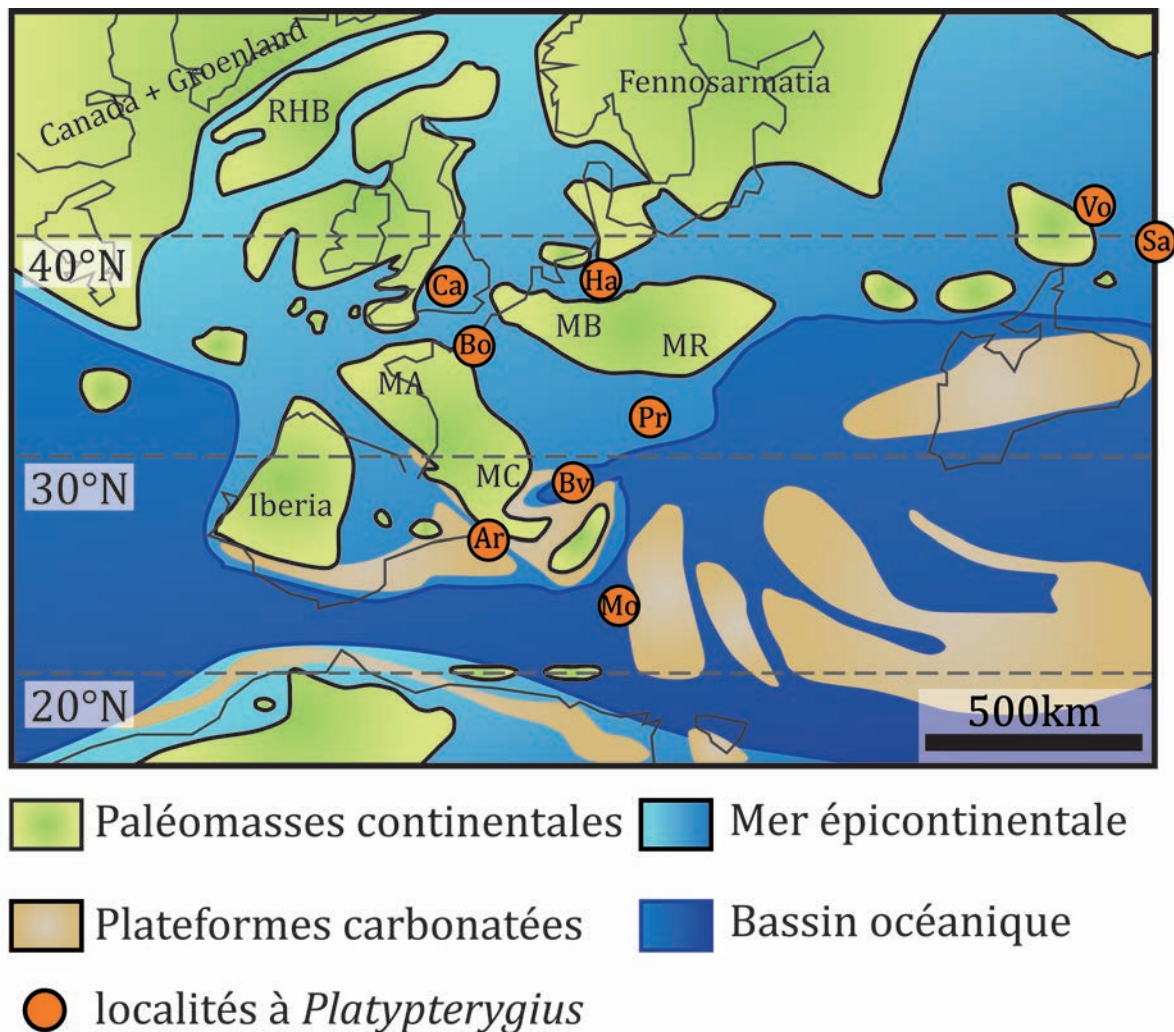 Canada + Groenland
RHB
Fennosarmatia
Vo
40°N
Sa
Ca
Ha
MB
MR
Bo
MA
Pr
30°N
MC
Bv
Iberia
Ar
Mo
20°N
500km
Paléomasses continentales
Mer épicontinentale
Plateformes carbonatées
Bassin océanique
localités à Platypterygius